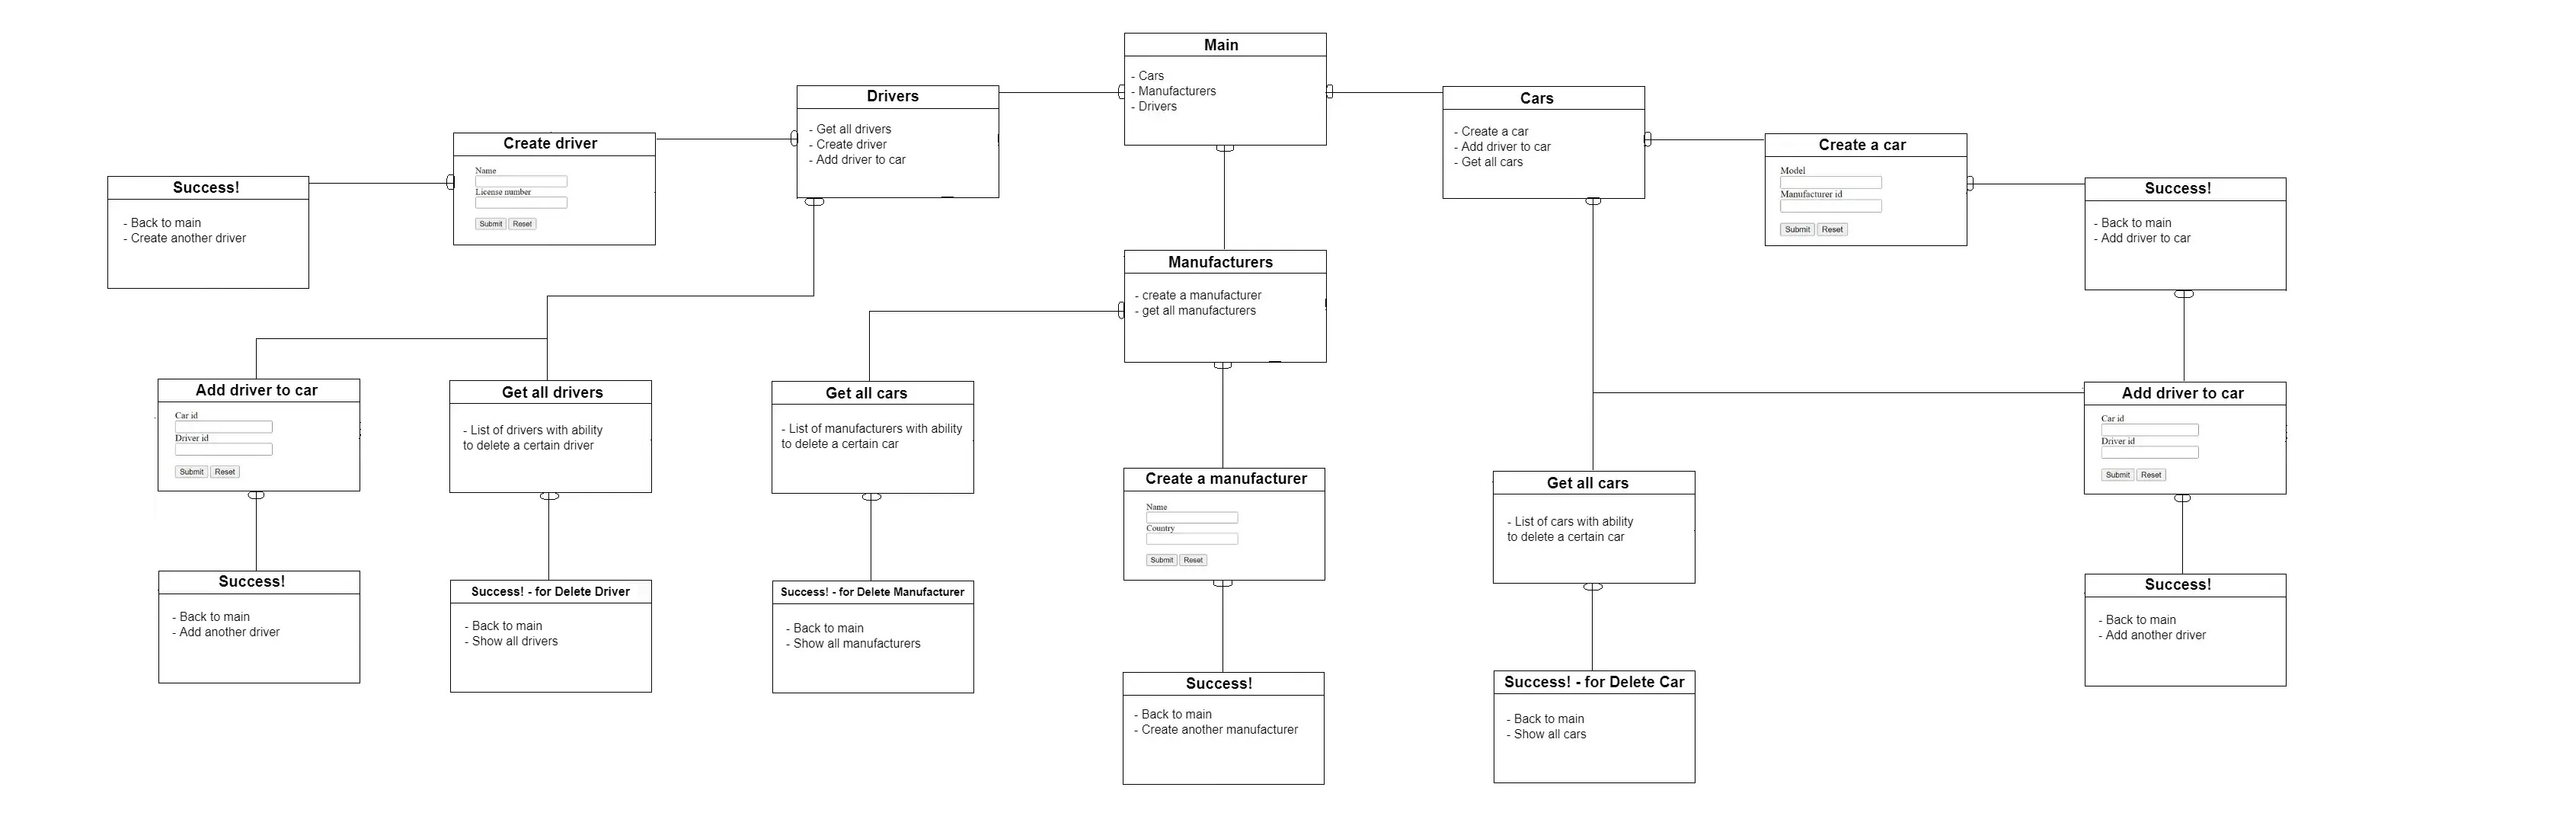 Main
- Cars
- Manufacturers
- Drivers
Drivers
- Get all drivers
- Create driver
- Add driver to car
Cars
- Create a car
- Add driver to car
- Get all cars
Create driver
Name
License number
Submit Reset
Create a car
Model
Manufacturer id
Submit Reset
Success!
- Back to main
- Create another driver
Success!
- Back to main
- Add driver to car
Manufacturers
- create a manufacturer
- get all manufacturers
Add driver to car
Car id
Driver id
Submit Reset
Get all drivers
- List of drivers with ability
to delete a certain driver
Get all cars
- List of manufacturers with ability
to delete a certain car
Create a manufacturer
Name
Country
Submit Reset
Get all cars
- List of cars with ability
to delete a certain car
Add driver to car
Car id
Driver id
Submit Reset
Success!
- Back to main
- Add another driver
Success! - for Delete Driver
- Back to main
- Show all drivers
Success! - for Delete Manufacturer
- Back to main
- Show all manufacturers
Success!
- Back to main
- Create another manufacturer
Success! - for Delete Car
- Back to main
- Show all cars
Success!
- Back to main
- Add another driver